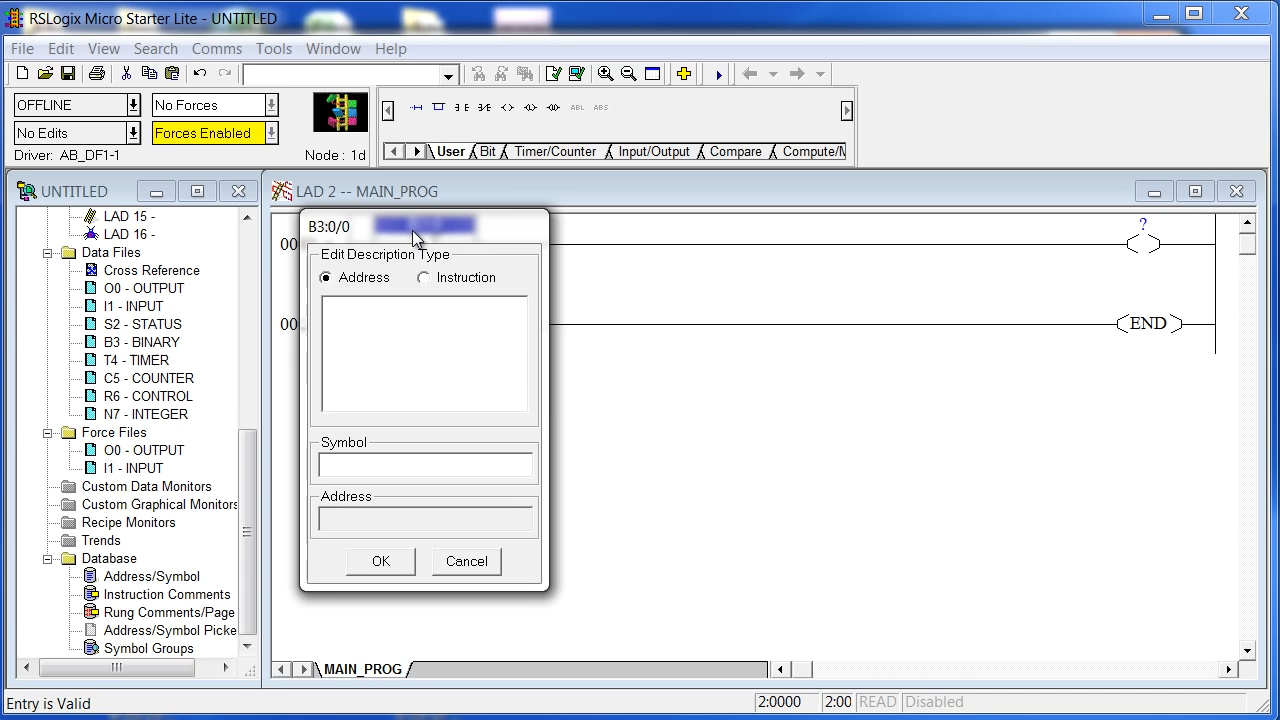 RSLogix Micro Starter Lite - UNTITLED
File Edit View Search Comms Tools Window Help
OFFLINE No Forces
No Edits Forces Enabled
Driver: AB_DF1-1 Node : 1d
ABL ABS
User Bit Timer/Counter Input/Output Compare Compute/M
UNTITLED
LAD 15 -
LAD 16 -
Data Files
Cross Reference
O0 - OUTPUT
I1 - INPUT
S2 - STATUS
B3 - BINARY
T4 - TIMER
C5 - COUNTER
R6 - CONTROL
N7 - INTEGER
Force Files
O0 - OUTPUT
I1 - INPUT
Custom Data Monitors
Custom Graphical Monitors
Recipe Monitors
Trends
Database
Address/Symbol
Instruction Comments
Rung Comments/Page
Address/Symbol Picke
Symbol Groups
LAD 2 -- MAIN_PROG
B3:0/0
Edit Description Type
Address Instruction
Symbol
Address
OK Cancel
00
?
00
END
MAIN_PROG
Entry is Valid 2:0000 2:00 READ Disabled